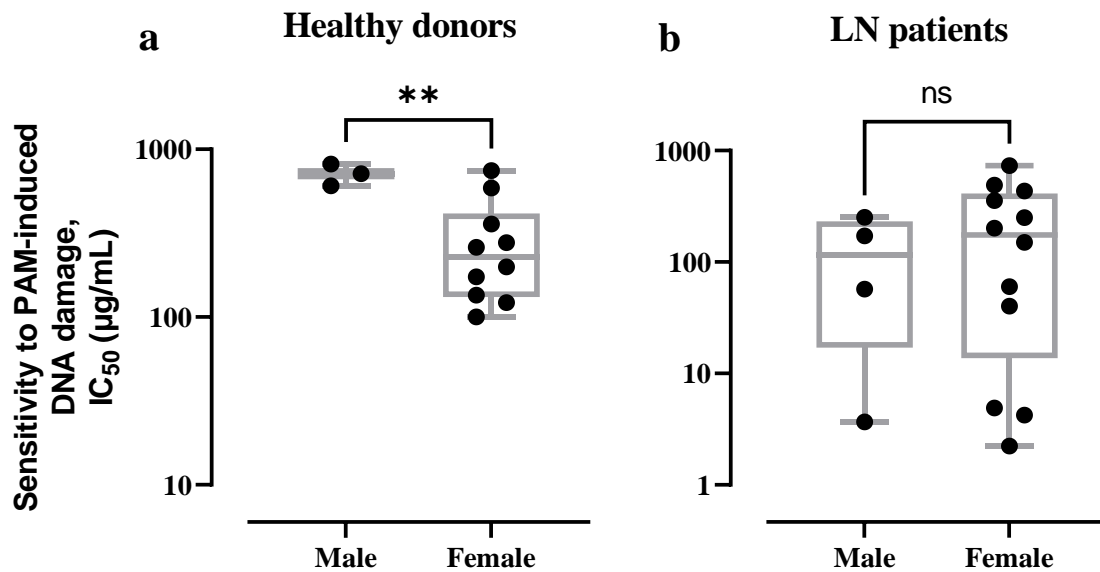 a
Healthy donors
b
LN patients
**
ns
Sensitivity to PAM-induced
DNA damage,
IC50 (µg/mL)
1000
100
10
Male
Female
1000
100
10
1
Male
Female